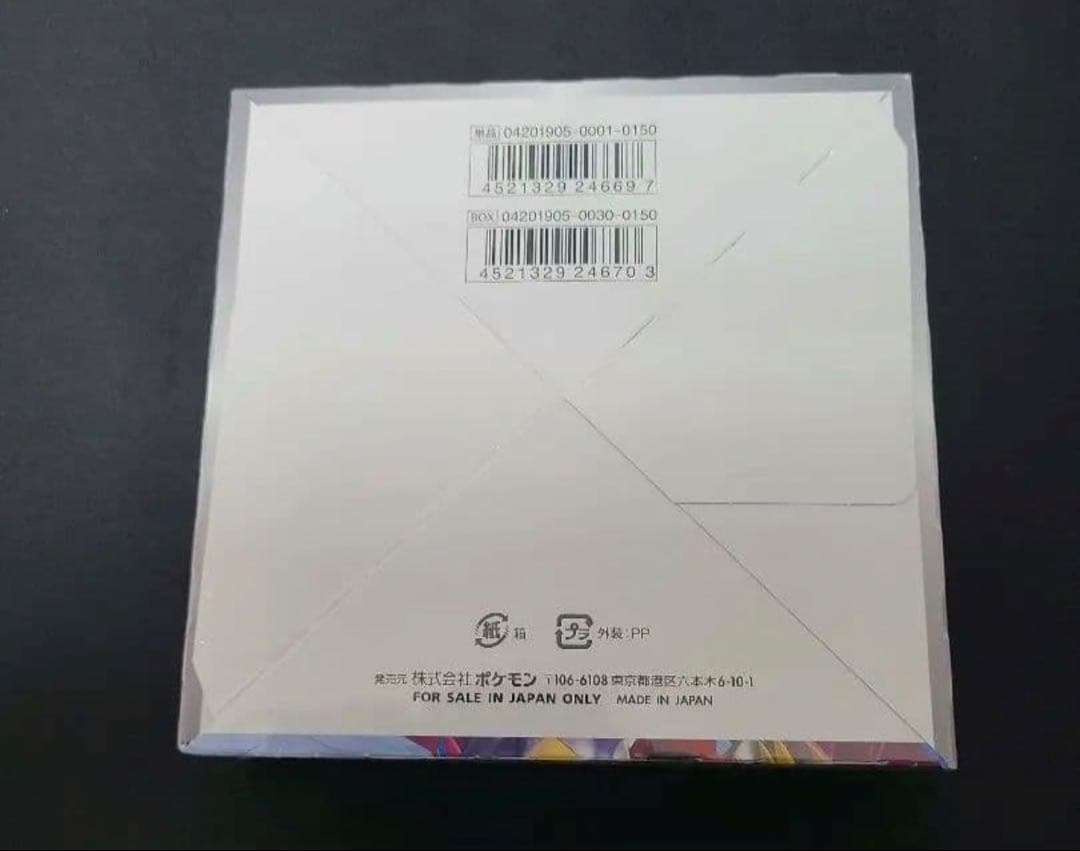 単品 04201905-0001-0150
4521329 24669 7
BOX 04201905-0030-0150
4521329 24670 3
紙 箱 プラ 外装:PP
発売元 株式会社ポケモン 〒106-6108 東京都港区六本木6-10-1
FOR SALE IN JAPAN ONLY MADE IN JAPAN